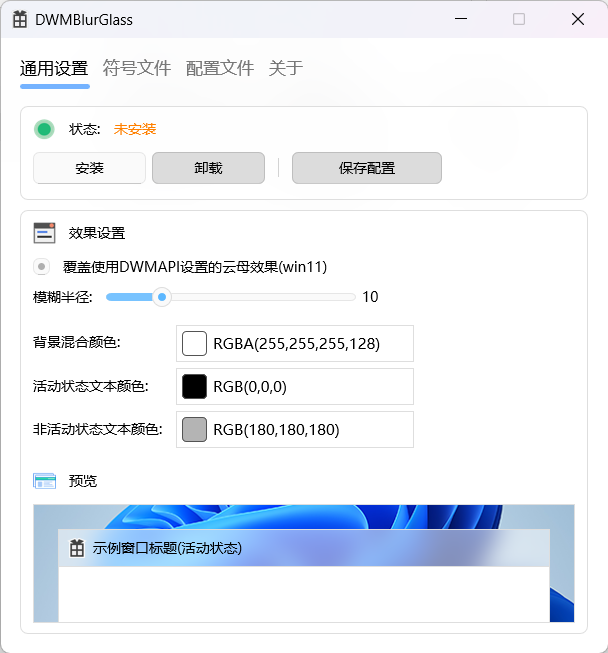 DWMBlurGlass
通用设置 符号文件 配置文件 关于
状态: 未安装
安装 卸载 保存配置
效果设置
覆盖使用DWMAPI设置的云母效果(win11)
模糊半径: 10
背景混合颜色: RGBA(255,255,255,128)
活动状态文本颜色: RGB(0,0,0)
非活动状态文本颜色: RGB(180,180,180)
预览
示例窗口标题(活动状态)